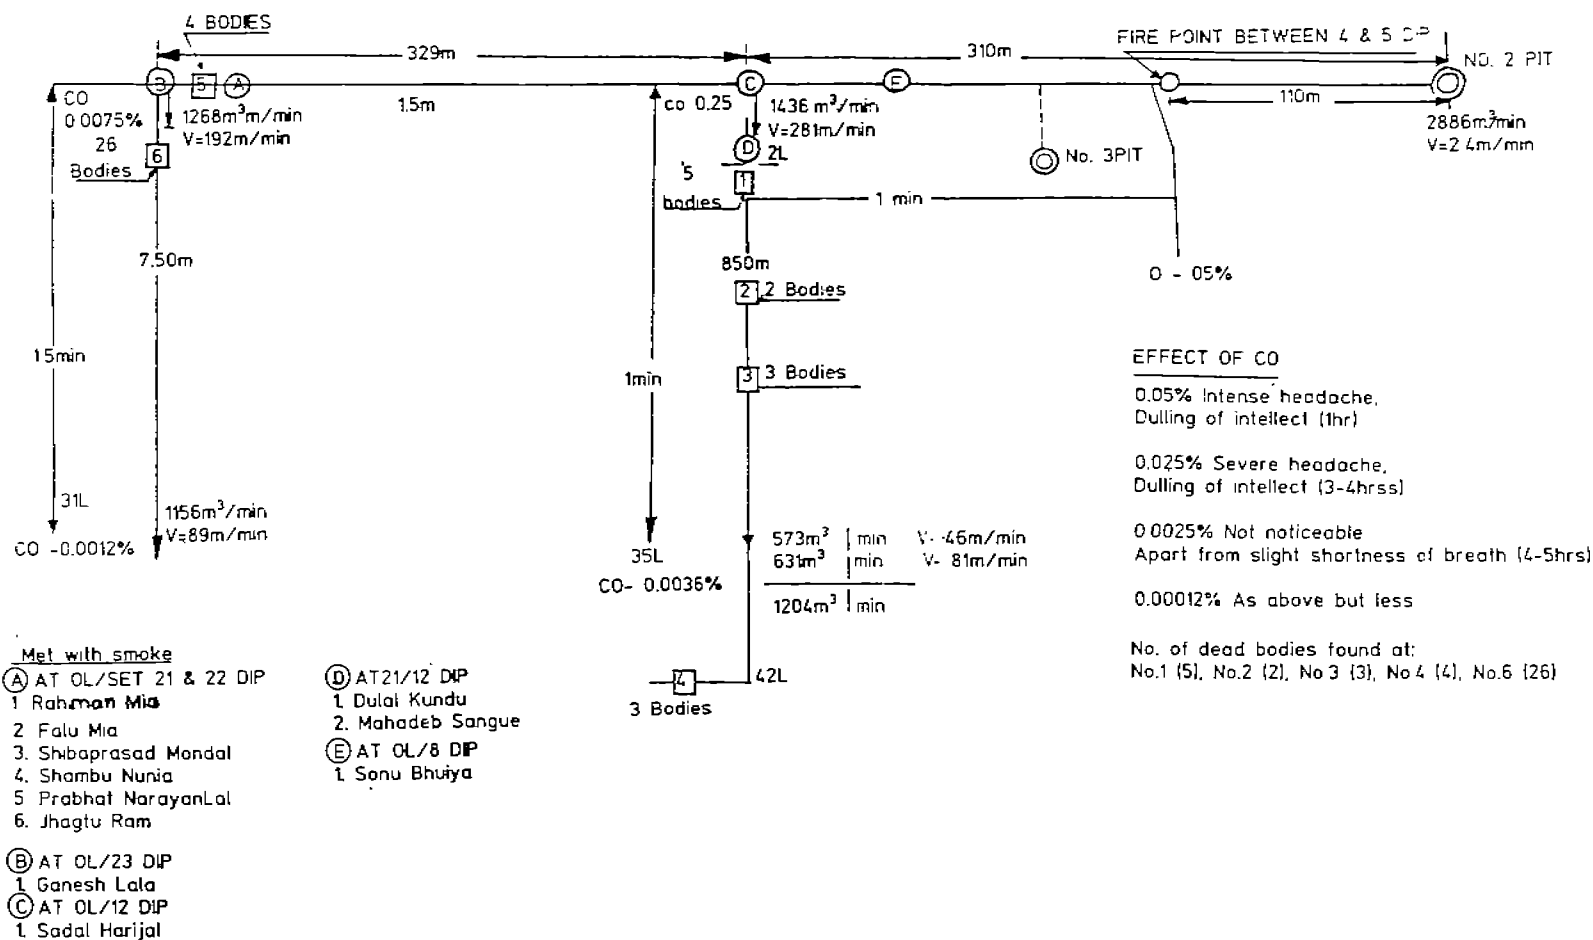 4 BODIES
329m
310m
FIRE POINT BETWEEN 4 & 5 DIP
NO. 2 PIT
B
5
A
C
E
CO
0.0075%
1268m³m/min
V=192m/min
1.5m
co 0.25
1436 m³/min
V=281m/min
110m
2886m³min
V=2 4m/min
26
Bodies
6
D
2L
No. 3PIT
5
bodies
1
1 min
7.50m
850m
0 - 05%
2
2 Bodies
15min
1min
3
3 Bodies
EFFECT OF CO
0.05% Intense headache,
Dulling of intellect (1hr)
0.025% Severe headache,
Dulling of intellect (3-4hrss)
0.0025% Not noticeable
Apart from slight shortness of breath (4-5hrs)
0.00012% As above but less
No. of dead bodies found at:
No.1 (5), No.2 (2), No 3 (3), No 4 (4), No.6 (26)
31L
1156m³/min
V=89m/min
CO -0.0012%
35L
CO- 0.0036%
573m³ | min V- -46m/min
631m³ | min V- 81m/min
1204m³ | min
4
42L
3 Bodies
Met with smoke
A AT OL/SET 21 & 22 DIP
1 Rahman Mia
2 Falu Mia
3. Shibaprasad Mondal
4. Shambu Nunia
5 Prabhat NarayanLal
6. Jhagtu Ram
B AT OL/23 DIP
1. Ganesh Lala
C AT OL/12 DIP
1. Sadal Harijal
D AT21/12 DIP
1. Dulal Kundu
2. Mahadeb Sangue
E AT OL/8 DIP
1. Sonu Bhuiya